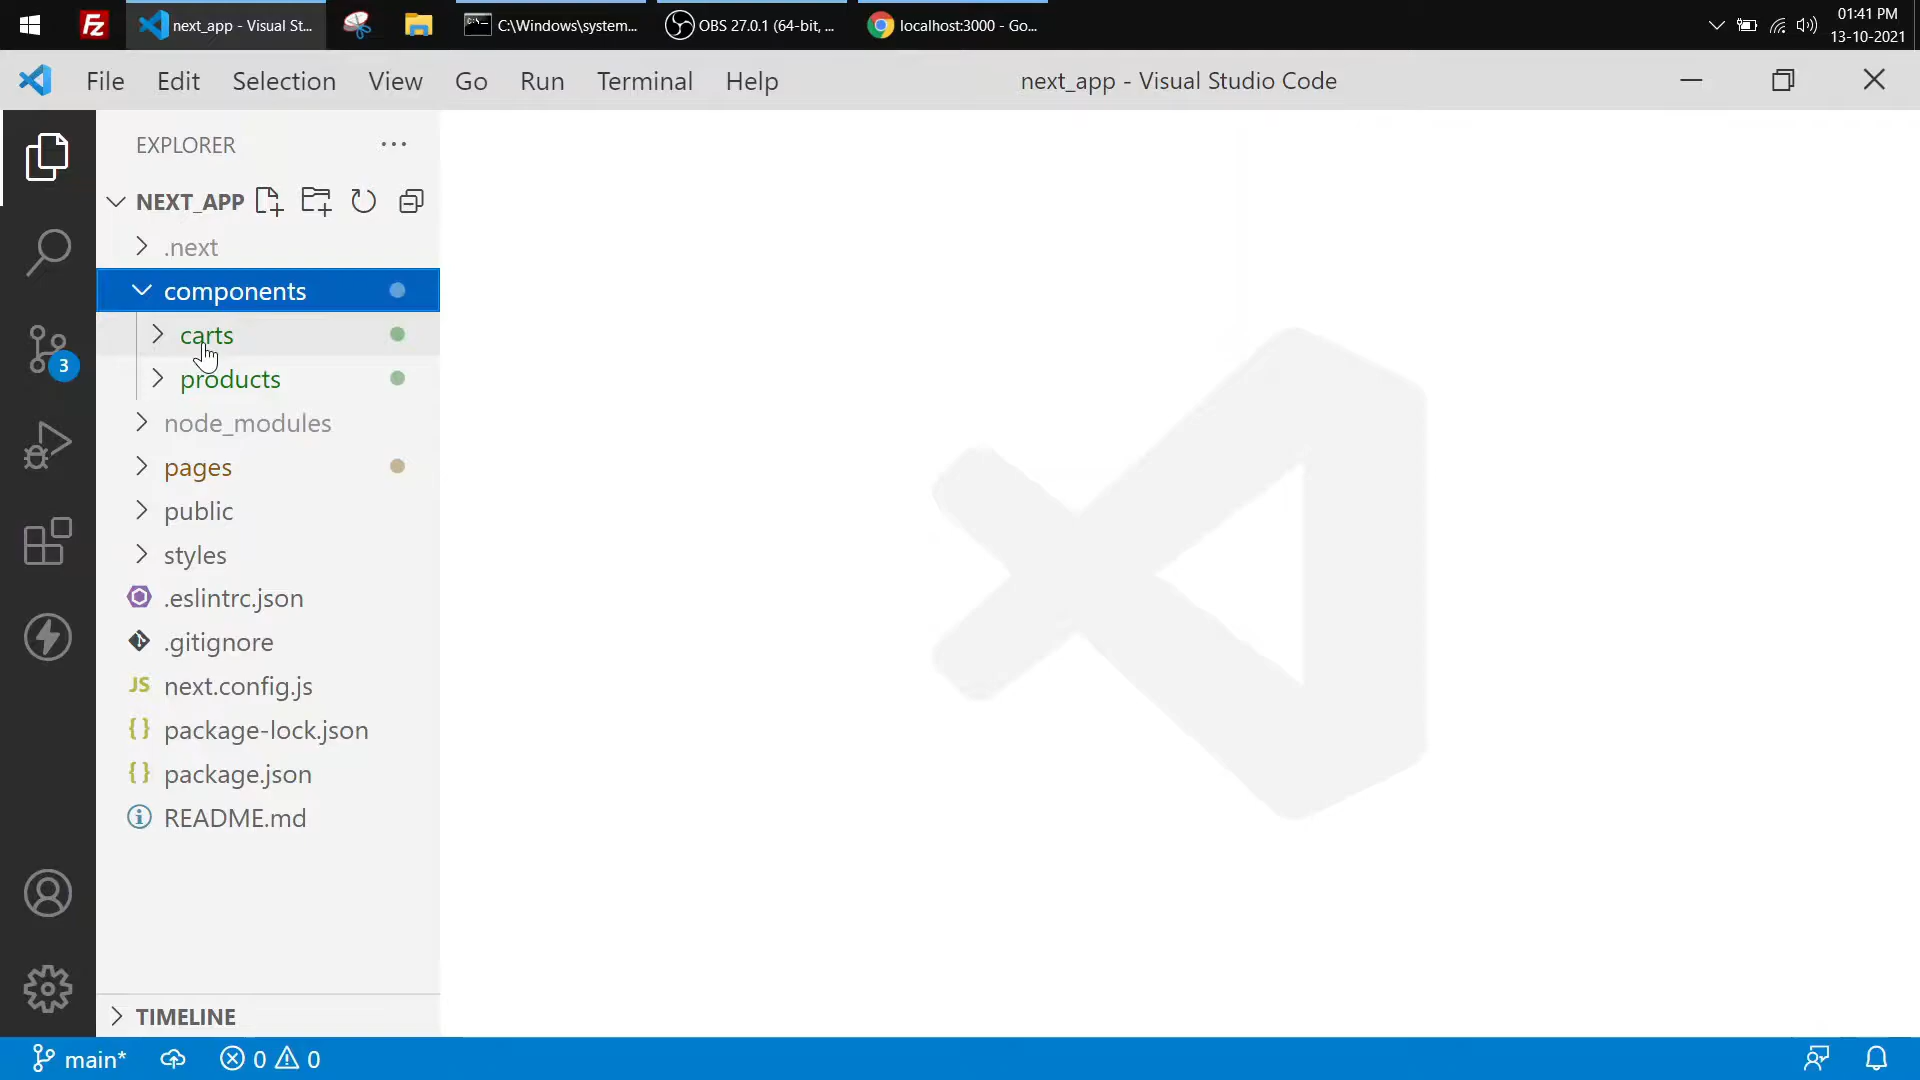 next_app - Visual St...
C:\Windows\system...
OBS 27.0.1 (64-bit, ...
localhost:3000 - Go...
01:41 PM
13-10-2021
File Edit Selection View Go Run Terminal Help
next_app - Visual Studio Code
EXPLORER
NEXT_APP
.next
components
carts
products
node_modules
pages
public
styles
.eslintrc.json
.gitignore
JS next.config.js
{} package-lock.json
{} package.json
README.md
3
TIMELINE
main* 0 0